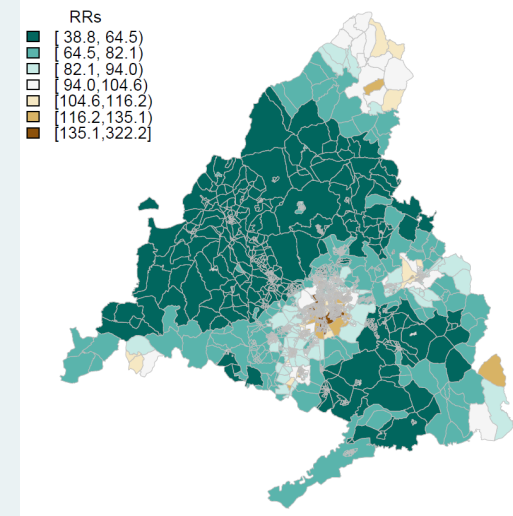 RRs
[ 38.8, 64.5)
[ 64.5, 82.1)
[ 82.1, 94.0)
[ 94.0,104.6)
[104.6,116.2)
[116.2,135.1)
[135.1,322.2]